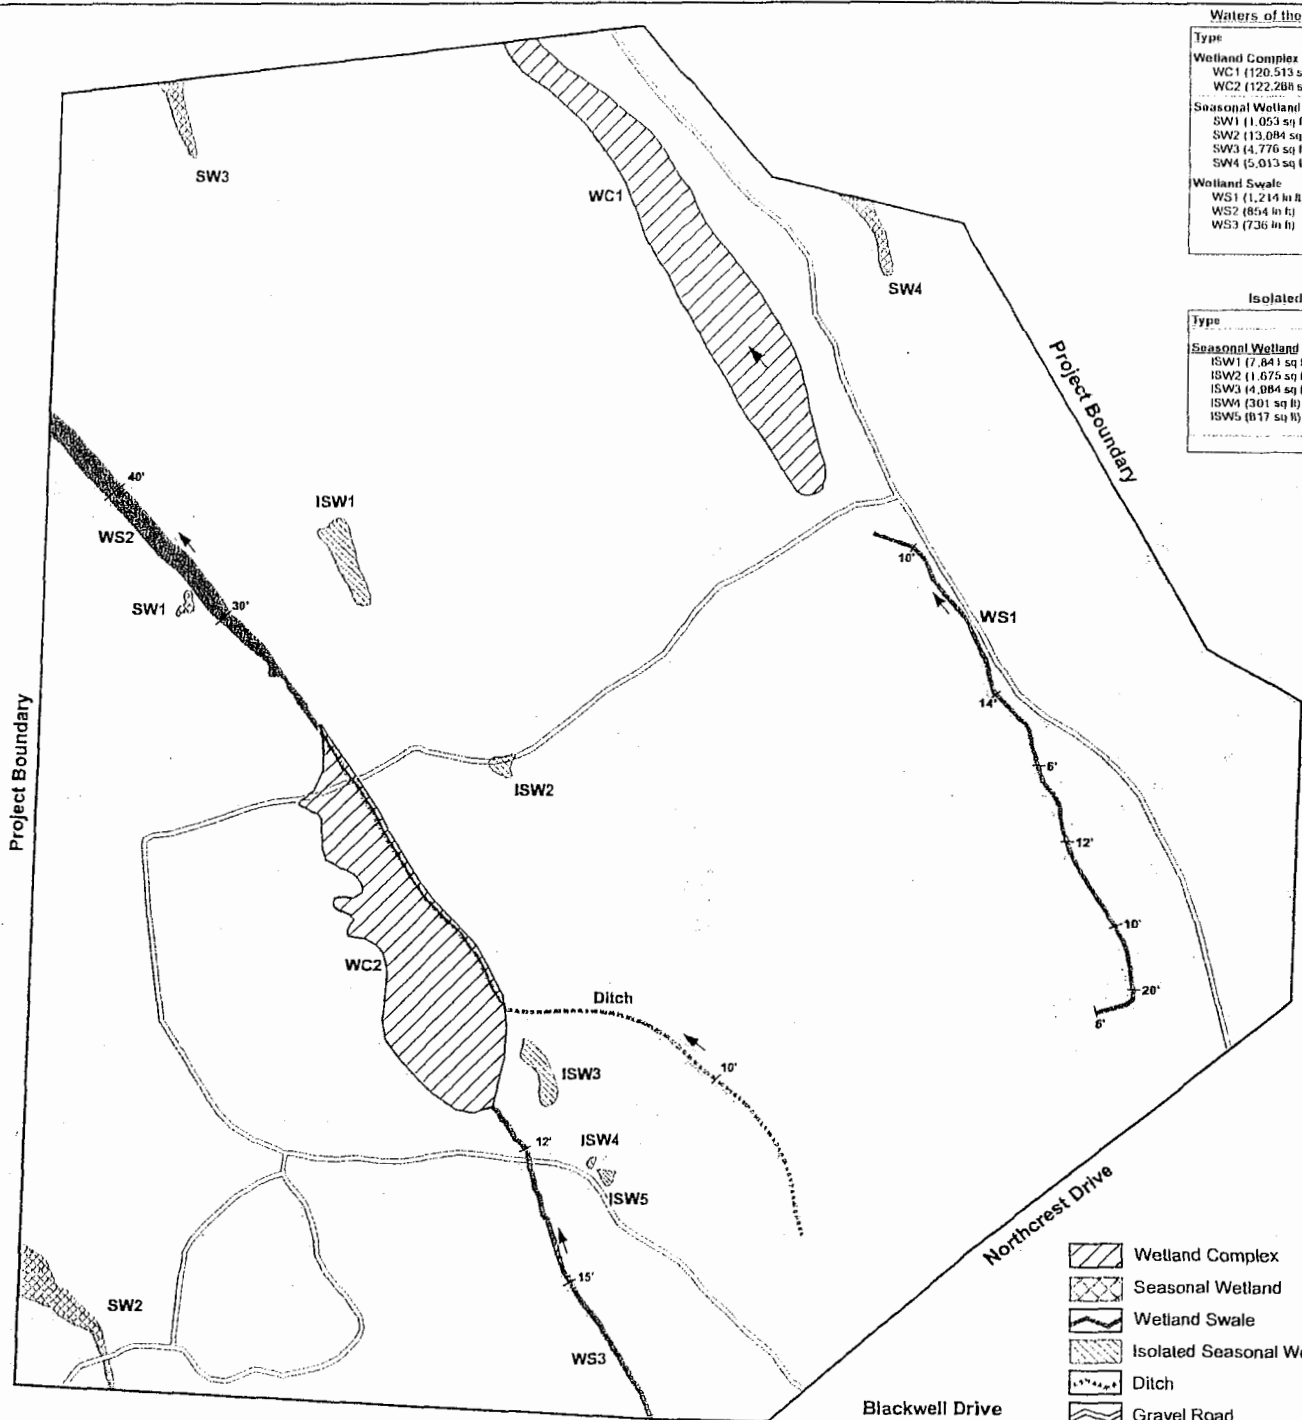 Waters of the
Type
Wetland Complex
WC1 (120.513 s
WC2 (122.288 s
Seasonal Wetland
SW1 (1,053 sq f
SW2 (13,084 sq
SW3 (4,776 sq f
SW4 (5,013 sq f
Wetland Swale
WS1 (1,214 ln ft
WS2 (854 ln ft)
WS3 (736 ln ft)
Isolated
Type
Seasonal Wetland
ISW1 (7,841 sq
ISW2 (1,675 sq
ISW3 (4,084 sq
ISW4 (301 sq ft)
ISW5 (817 sq ft)
SW3
WC1
SW4
Project Boundary
40'
WS2
ISW1
SW1
30'
10'
WS1
14'
6'
ISW2
12'
Project Boundary
10'
WC2
20'
6'
Ditch
10'
ISW3
12'
ISW4
ISW5
15'
SW2
WS3
Northcrest Drive
Blackwell Drive
Wetland Complex
Seasonal Wetland
Wetland Swale
Isolated Seasonal We
Ditch
Gravel Road